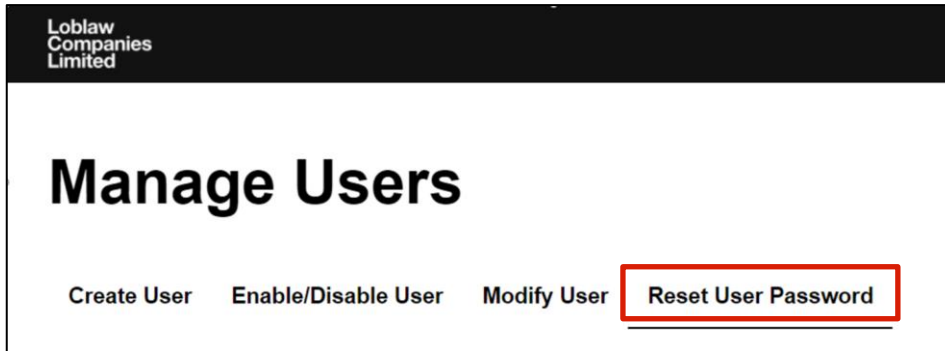 Loblaw
Companies
Limited
Manage Users
Create User Enable/Disable User Modify User Reset User Password